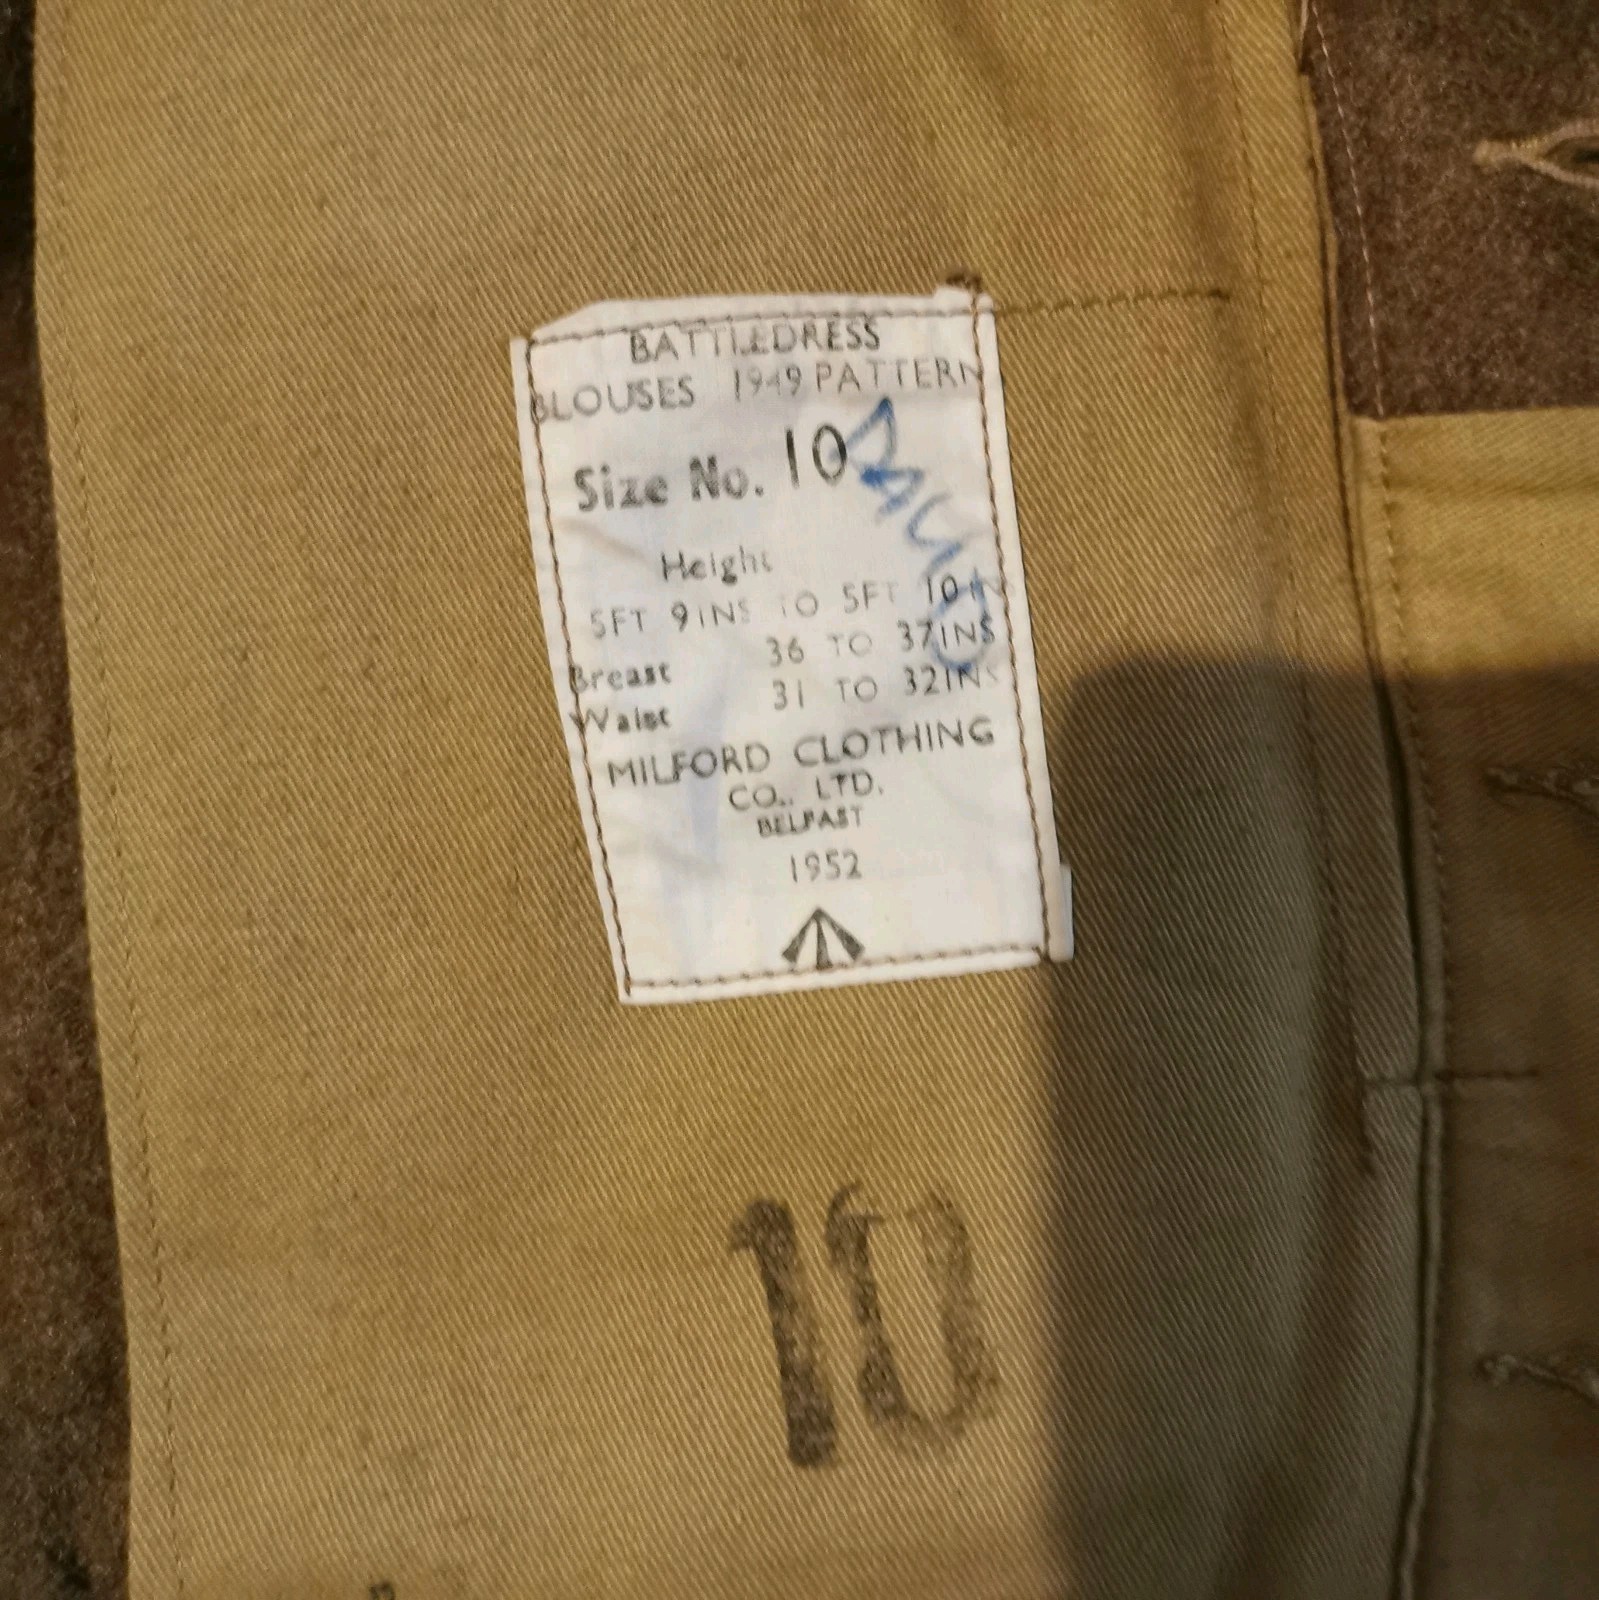 BATTLEDRESS
BLOUSES 1949 PATTERN
Size No. 10
Height
5FT 9INS TO 5FT 10INS
Breast 36 TO 37INS
Waist 31 TO 32INS
MILFORD CLOTHING
CO., LTD.
BELFAST
1952
10